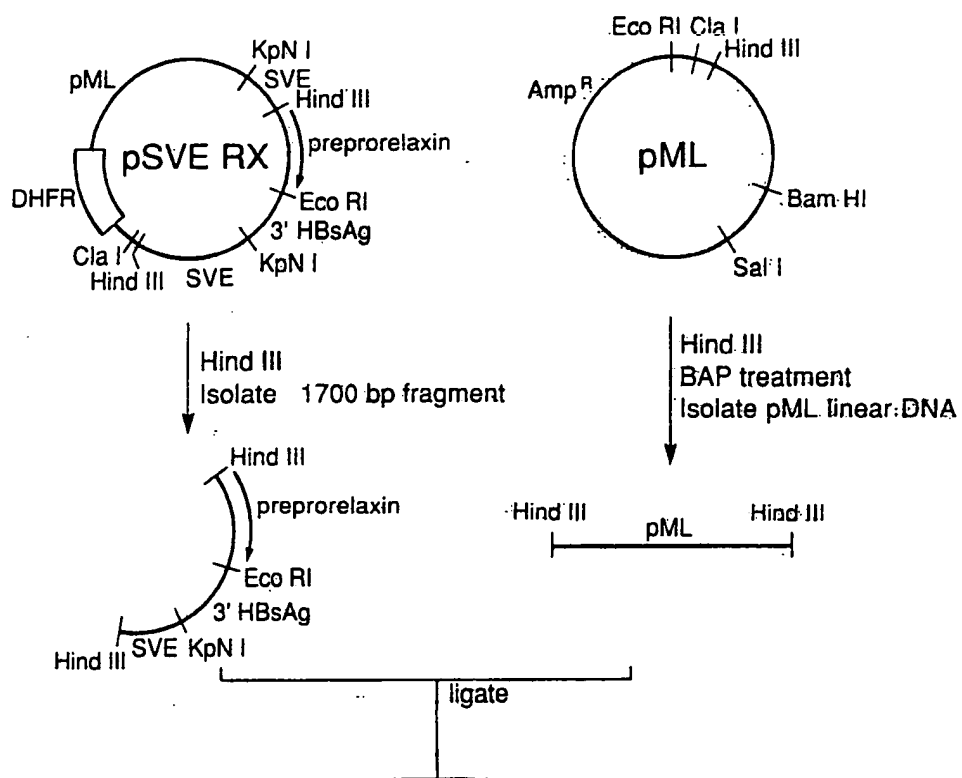 KpN I
SVE
Hind III
pML
preprorelaxin
pSVE RX
DHFR
Eco RI
3' HBsAg
Cla I
KpN I
Hind III
SVE
Eco RI Cla I
Hind III
Amp R
pML
Bam HI
Sal I
Hind III
Isolate 1700 bp fragment
Hind III
BAP treatment
Isolate pML linear DNA
Hind III
preprorelaxin
Eco RI
3' HBsAg
Hind III SVE KpN I
Hind III
pML
Hind III
ligate